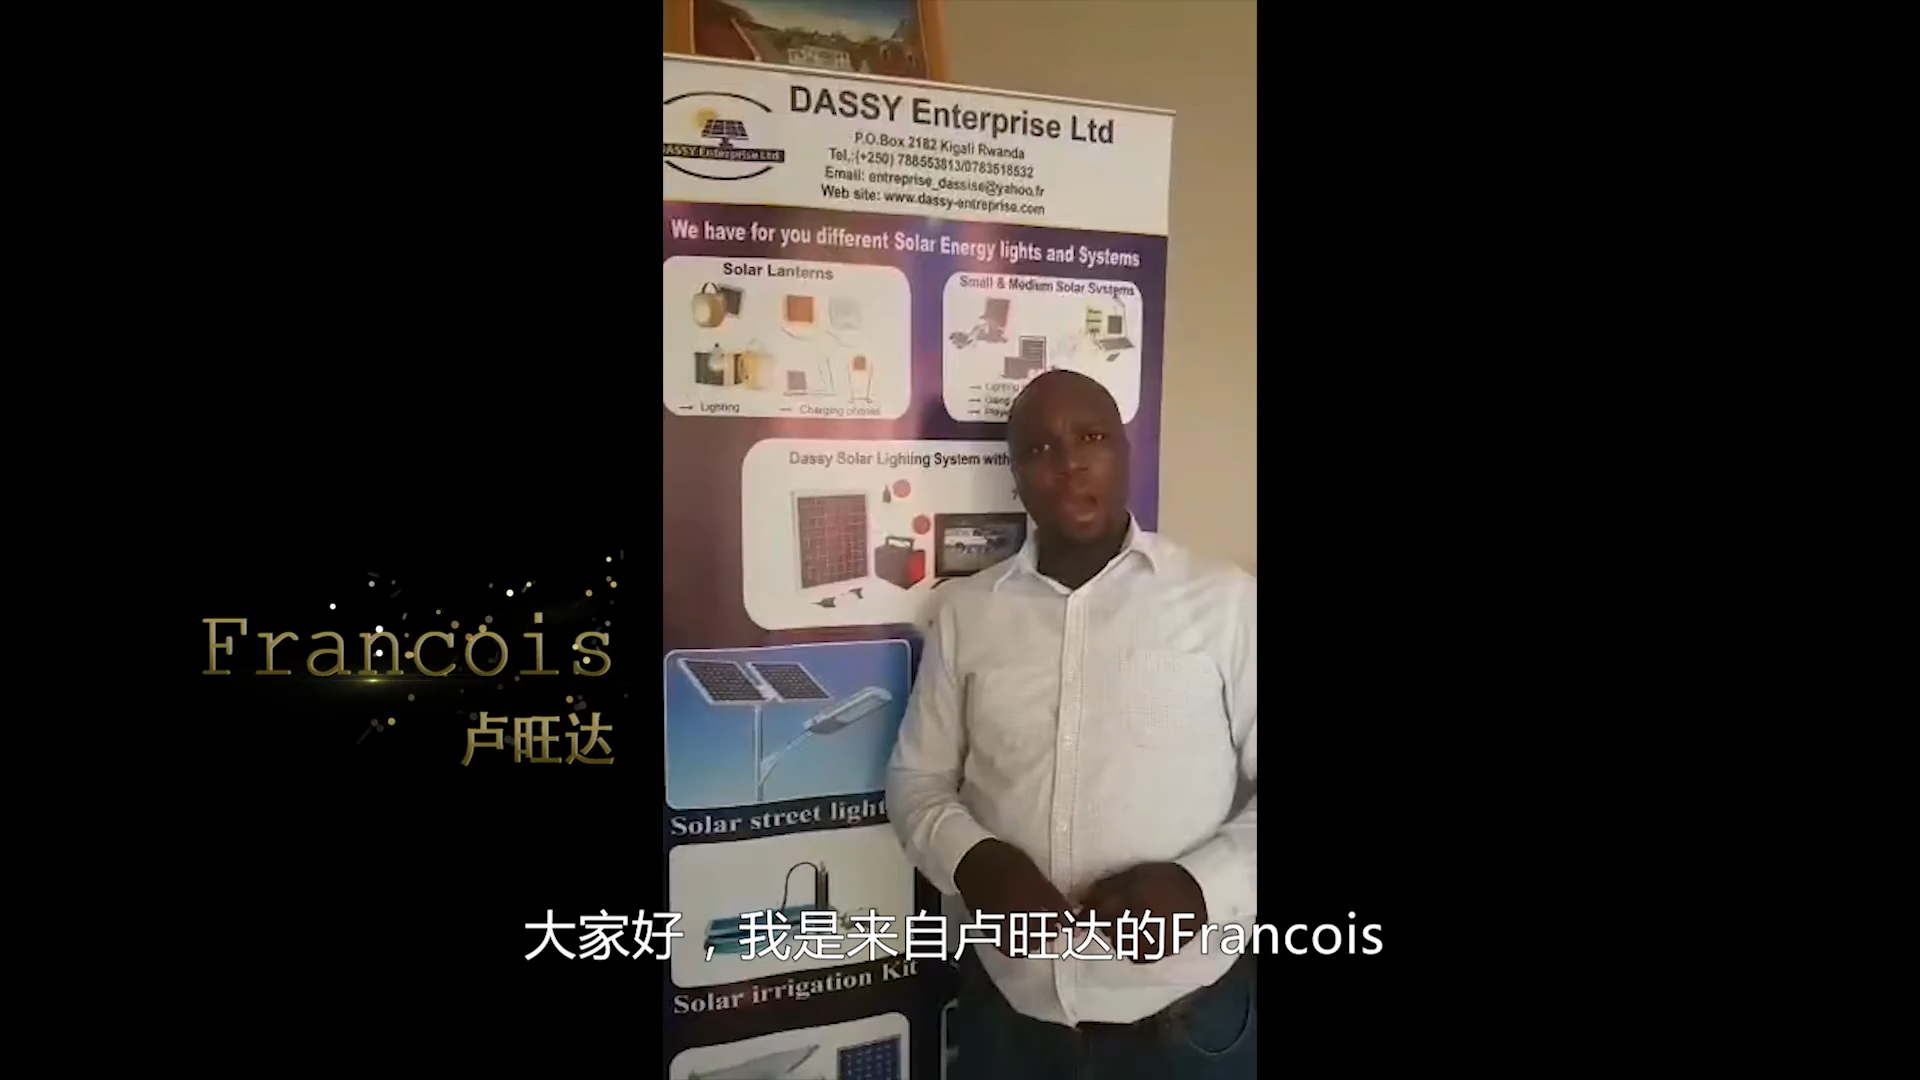 DASSY Enterprise Ltd
P.O.Box 2182 Kigali Rwanda
Tel,:(+250) 788553813/0783518532
Email: entreprise_dassise@yahoo.fr
Web site: www.dassy-entreprise.com
DASSY Enterprise Ltd
We have for you different Solar Energy lights and Systems
Solar Lanterns
→ Lighting
→ Charging phones
Small & Medium Solar Systems
→ Lighting
Dassy Solar Lighting System with
Francois
卢旺达
Solar street light
大家好，我是来自卢旺达的Francois
Solar irrigation Kit